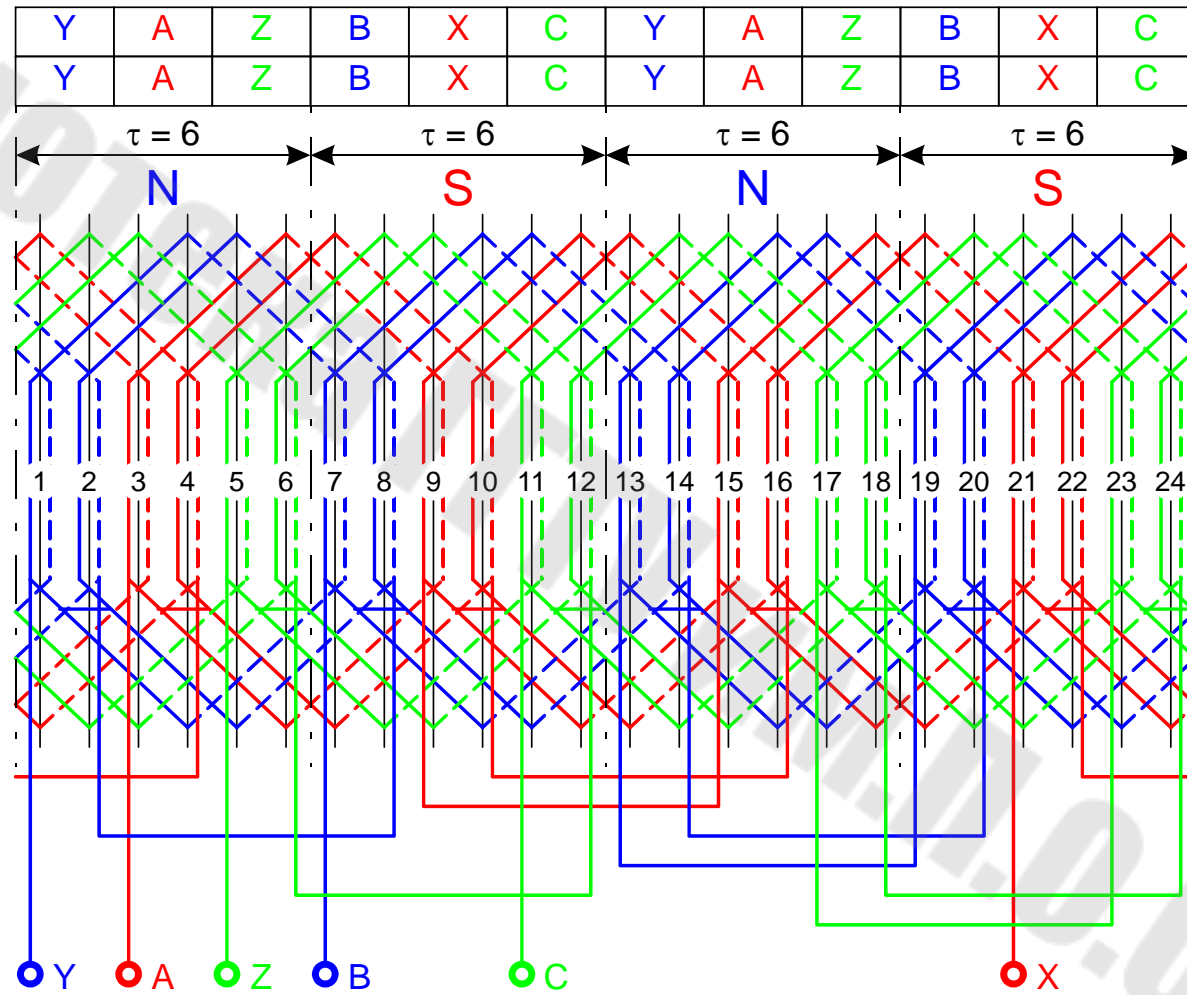 Y A Z B X C Y A Z B X C
Y A Z B X C Y A Z B X C
τ = 6 τ = 6 τ = 6 τ = 6
N S N S
1 2 3 4 5 6 7 8 9 10 11 12 13 14 15 16 17 18 19 20 21 22 23 24
Y A Z B C X